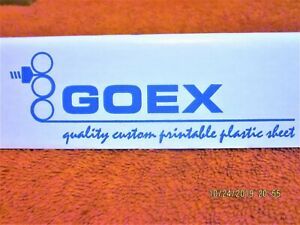 GOEX
quality custom printable plastic sheet
10/24/2019 20:55